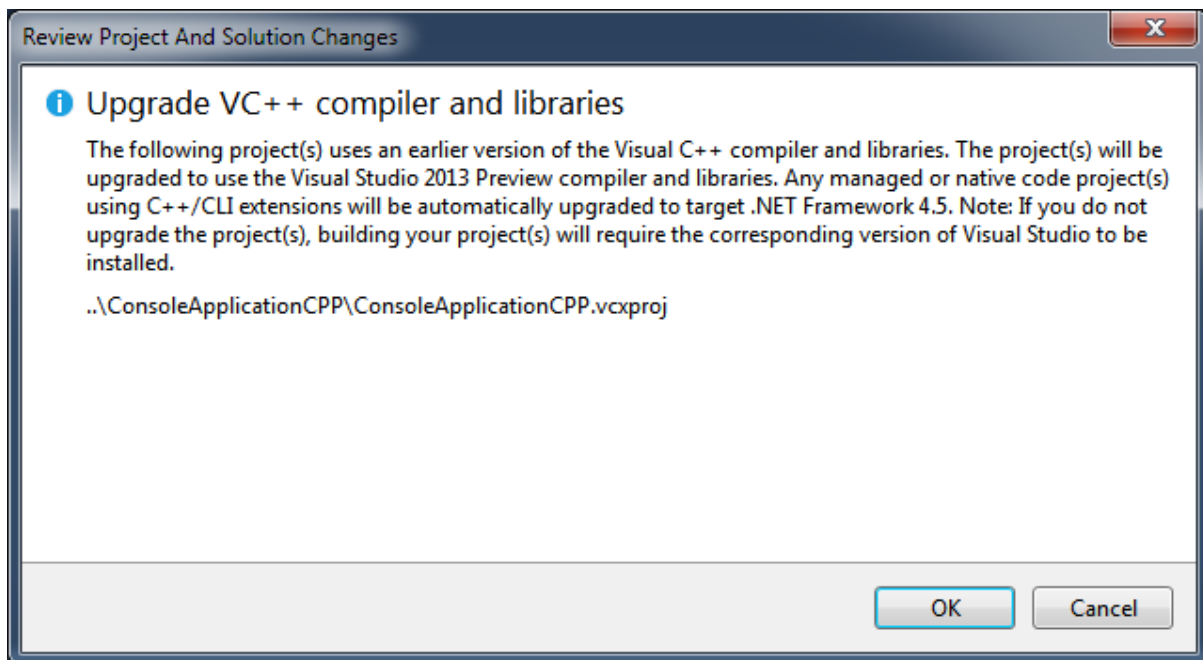 Review Project And Solution Changes
Upgrade VC++ compiler and libraries
The following project(s) uses an earlier version of the Visual C++ compiler and libraries. The project(s) will be
upgraded to use the Visual Studio 2013 Preview compiler and libraries. Any managed or native code project(s)
using C++/CLI extensions will be automatically upgraded to target .NET Framework 4.5. Note: If you do not
upgrade the project(s), building your project(s) will require the corresponding version of Visual Studio to be
installed.
..\ConsoleApplicationCPP\ConsoleApplicationCPP.vcxproj
OK Cancel